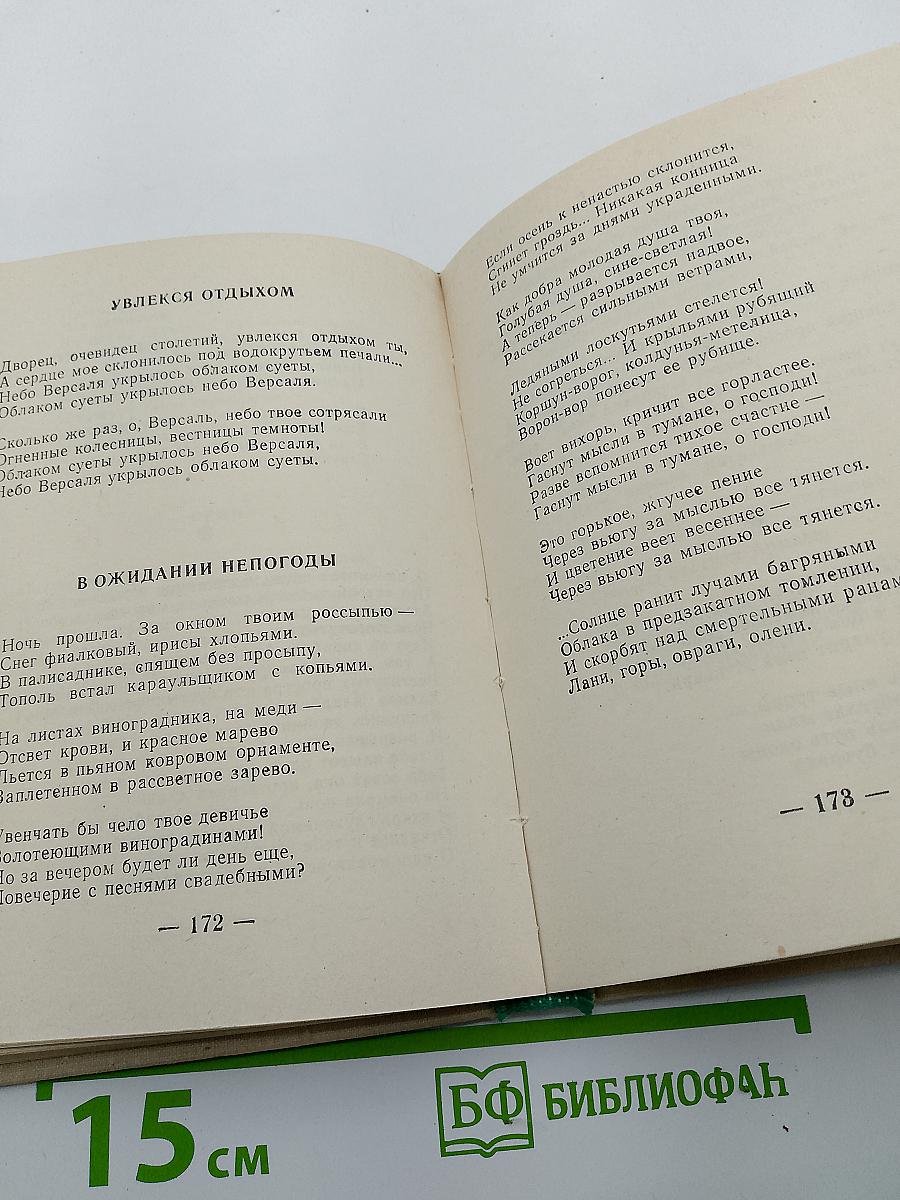 УВЛЕКСЯ ОТДЫХОМ
Дворец, очевидец столетий, увлекся отдыхом ты,
А сердце мое склонилось под водокрутьем печали...
Небо Версаля укрылось облаком суеты,
Облаком суеты укрылось небо Версаля.
Сколько же раз, о, Версаль, небо твое сотрясали
Огненные колесницы, вестницы темноты!
Облаком суеты укрылось небо Версаля,
Небо Версаля укрылось облаком суеты.
В ОЖИДАНИИ НЕПОГОДЫ
Ночь прошла. За окном твоим россыпью —
Снег фиалковый, ирисы хлопьями.
В палисаднике, спящем без просыпу,
Тополь встал караульщиком с копьями.
На листах виноградника, на меди —
Отсвет крови, и красное марево
Льется в пьяном ковровом орнаменте,
Заплетенном в рассветное зарево.
Увенчать бы чело твое девичье
Золотеющими виноградинами!
Но за вечером будет ли день еще,
Повечерие с песнями свадебными?
— 172 —
Если осень к ненастью склонится,
Сгинет гроздь... Никакая конница
Не умчится за днями украденными.
Как добра молодая душа твоя,
Голубая душа, сине-светлая!
А теперь — разрывается надвое,
Рассекается сильными ветрами,
Ледяными лоскутьями стелется!
Не согреться... И крыльями рубящий
Коршун-ворог, колдунья-метелица,
Ворон-вор понесут ее рубище.
Воет вихорь, кричит все горластее.
Гаснут мысли в тумане, о господи!
Разве вспомнится тихое счастие —
Гаснут мысли в тумане, о господи!
Это горькое, жгучее пение
Через вьюгу за мыслью все тянется.
И цветение веет весеннее —
Через вьюгу за мыслью все тянется.
...Солнце ранит лучами багряными
Облака в предзакатном томлении,
И скорбят над смертельными ранами
Лани, горы, овраги, олени.
— 173 —
15 см
БФ БИБЛИОФАН